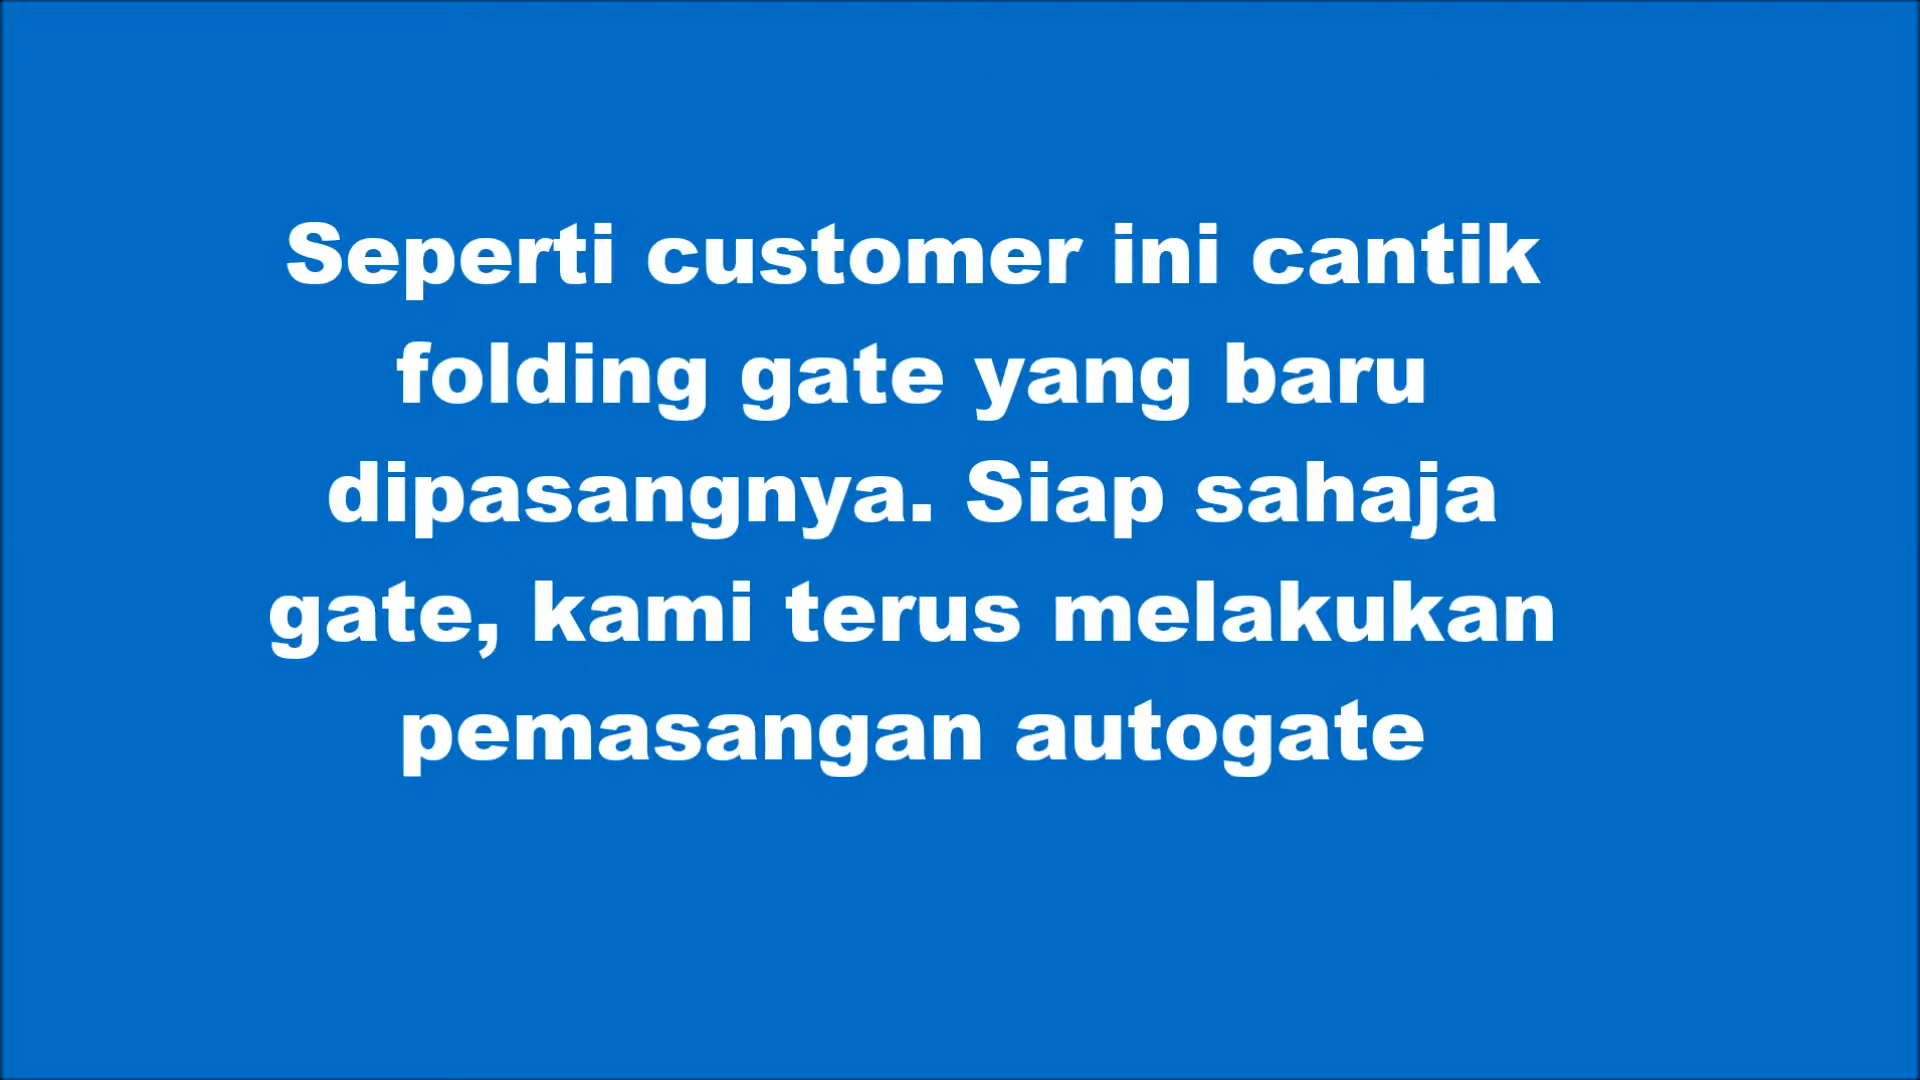 Seperti customer ini cantik
folding gate yang baru
dipasangnya. Siap sahaja
gate, kami terus melakukan
pemasangan autogate